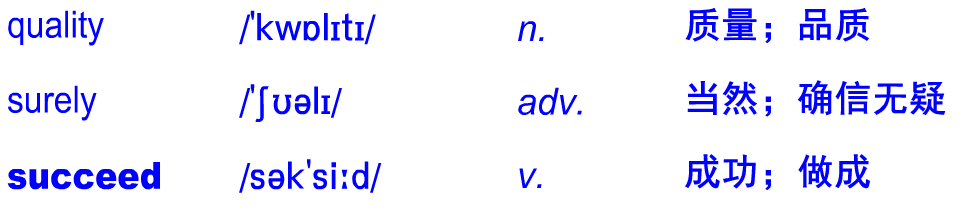 quality /ˈkwɒlɪtɪ/ n. 质量；品质
surely /ˈʃʊəlɪ/ adv. 当然；确信无疑
succeed /səkˈsiːd/ v. 成功；做成